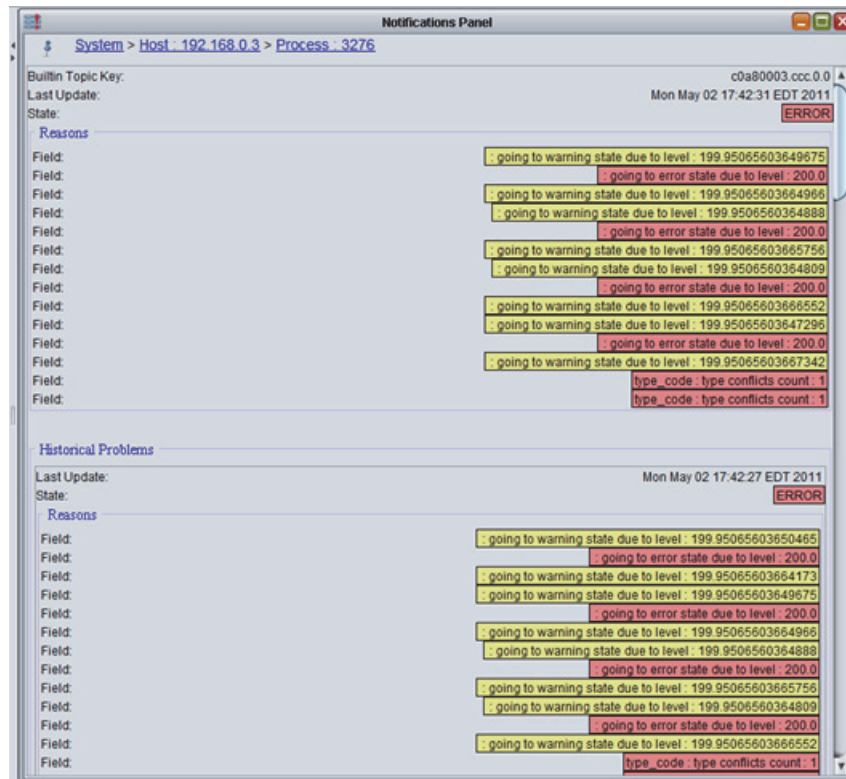 Notifications Panel
System > Host : 192.168.0.3 > Process : 3276
Builtin Topic Key: c0a80003.ccc.0.0
Last Update: Mon May 02 17:42:31 EDT 2011
State: ERROR
Reasons
Field: : going to warning state due to level : 199.95065603649675
Field: : going to error state due to level : 200.0
Field: : going to warning state due to level : 199.95065603664966
Field: : going to warning state due to level : 199.9506560364888
Field: : going to error state due to level : 200.0
Field: : going to warning state due to level : 199.95065603665756
Field: : going to warning state due to level : 199.9506560364809
Field: : going to error state due to level : 200.0
Field: : going to warning state due to level : 199.95065603666552
Field: : going to warning state due to level : 199.95065603647296
Field: : going to error state due to level : 200.0
Field: : going to warning state due to level : 199.95065603667342
Field: type_code : type conflicts count : 1
Field: type_code : type conflicts count : 1
Historical Problems
Last Update: Mon May 02 17:42:27 EDT 2011
State: ERROR
Reasons
Field: : going to warning state due to level : 199.95065603650465
Field: : going to error state due to level : 200.0
Field: : going to warning state due to level : 199.95065603664173
Field: : going to warning state due to level : 199.95065603649675
Field: : going to error state due to level : 200.0
Field: : going to warning state due to level : 199.95065603664966
Field: : going to warning state due to level : 199.9506560364888
Field: : going to error state due to level : 200.0
Field: : going to warning state due to level : 199.95065603665756
Field: : going to warning state due to level : 199.9506560364809
Field: : going to error state due to level : 200.0
Field: : going to warning state due to level : 199.95065603666552
Field: type_code : type conflicts count : 1